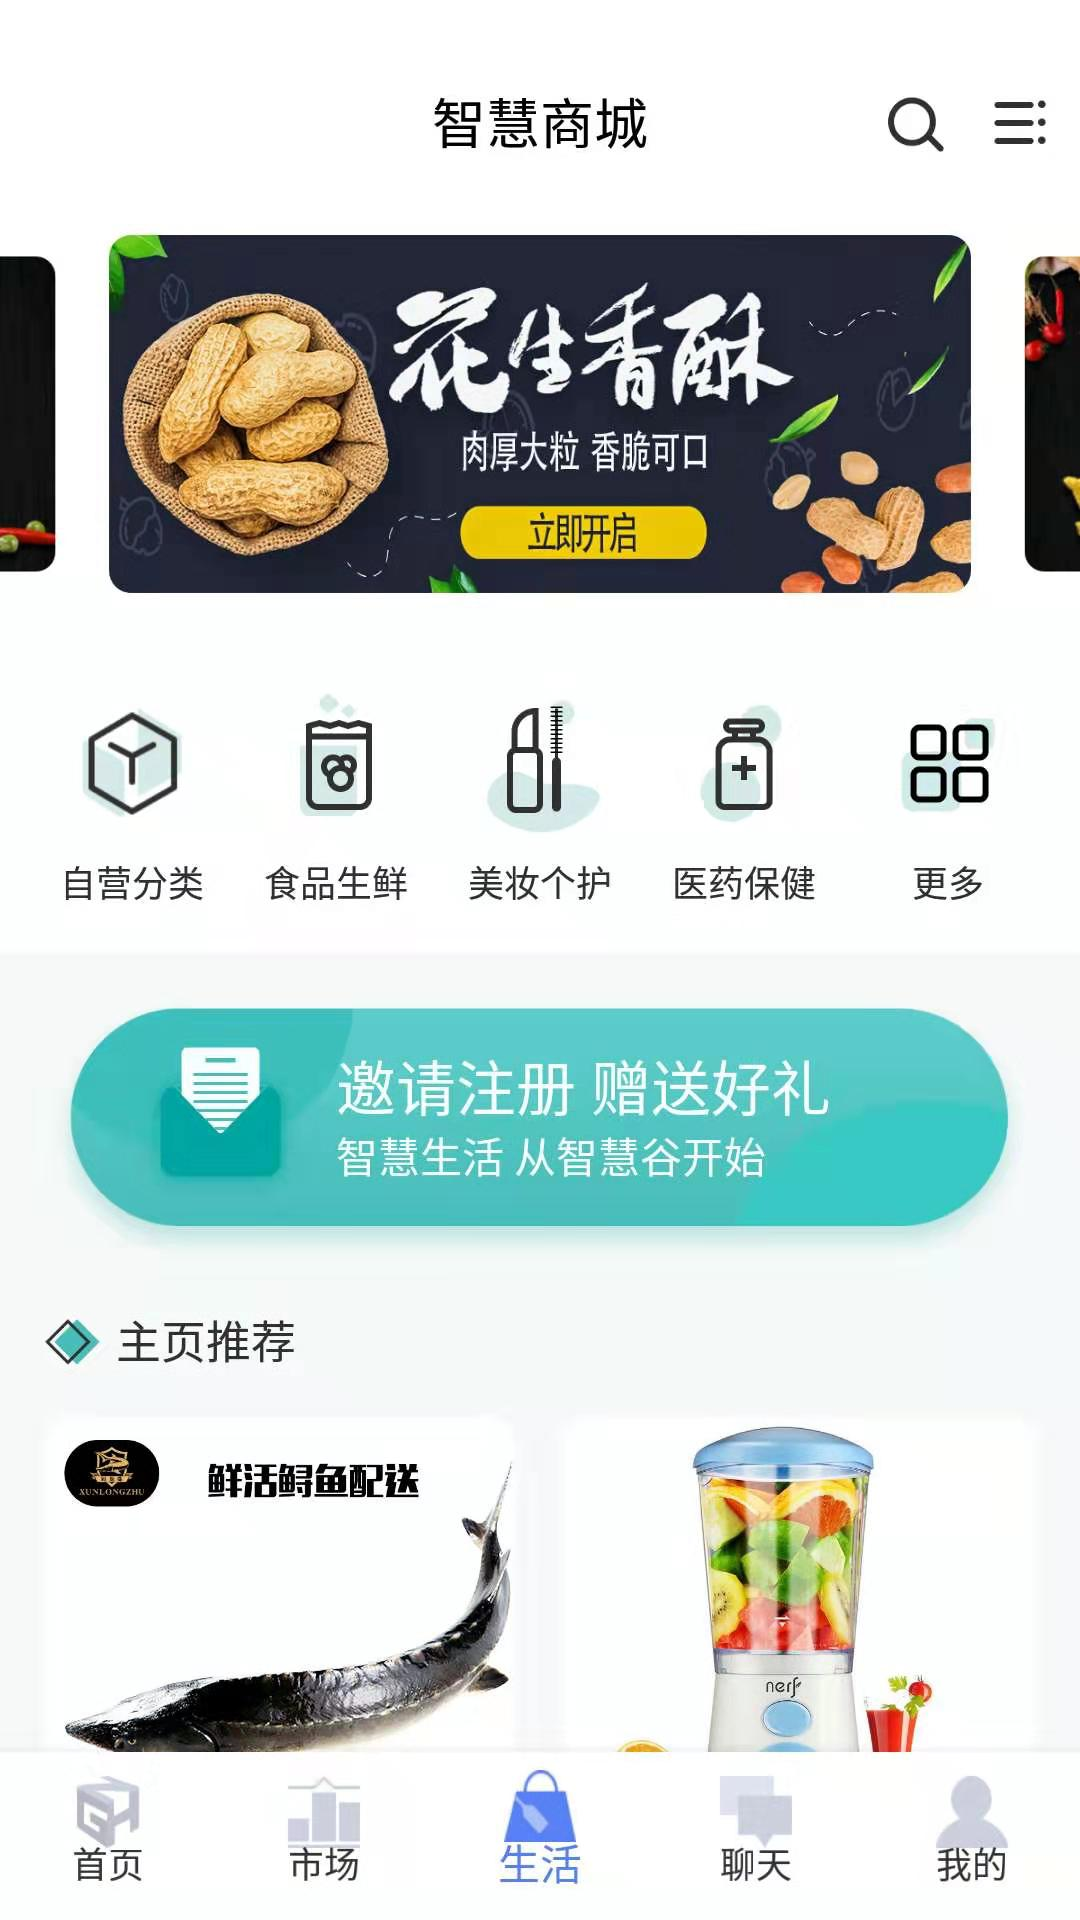 智慧商城
花生香酥
肉厚大粒 香脆可口
立即开启
自营分类
食品生鲜
美妆个护
医药保健
更多
邀请注册 赠送好礼
智慧生活 从智慧谷开始
主页推荐
XUNLONGZHU
鲜活鲟鱼配送
nerf
首页
市场
生活
聊天
我的